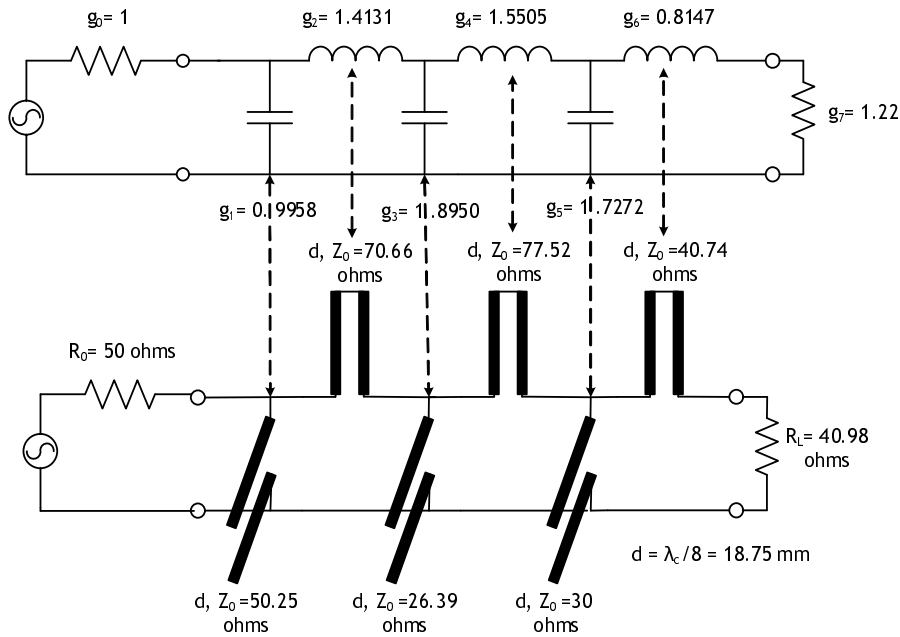 g₀= 1
g₂= 1.4131
g₄= 1.5505
g₆= 0.8147
g₇= 1.22
g₁= 0.9958
g₃= 1.8950
g₅= 1.7272
d, Z₀ =70.66
ohms
d, Z₀ =77.52
ohms
d, Z₀ =40.74
ohms
R₀= 50 ohms
R_L= 40.98
ohms
d = λ_c /8 = 18.75 mm
d, Z₀ =50.25
ohms
d, Z₀ =26.39
ohms
d, Z₀ =30
ohms